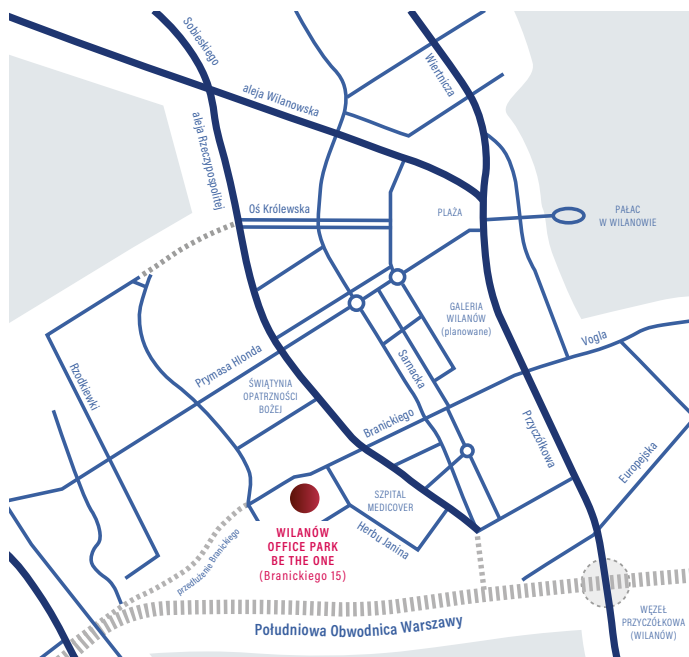 Sobieskiego
Wiertnicza
aleja Wilanowska
aleja Rzeczypospolitej
Oś Królewska
PLAŻA
PAŁAC
W WILANOWIE
GALERIA
WILANÓW
(planowane)
Vogla
Rzodkiewki
Prymasa Hlonda
Sarnacka
ŚWIĄTYNIA
OPATRZNOŚCI
BOŻEJ
Branickiego
Przyczółkowa
Europejska
SZPITAL
MEDICOVER
WILANÓW
OFFICE PARK
BE THE ONE
(Branickiego 15)
Herbu Janina
przedłużenie Branickiego
WĘZEŁ
PRZYCZÓŁKOWA
(WILANÓW)
Południowa Obwodnica Warszawy